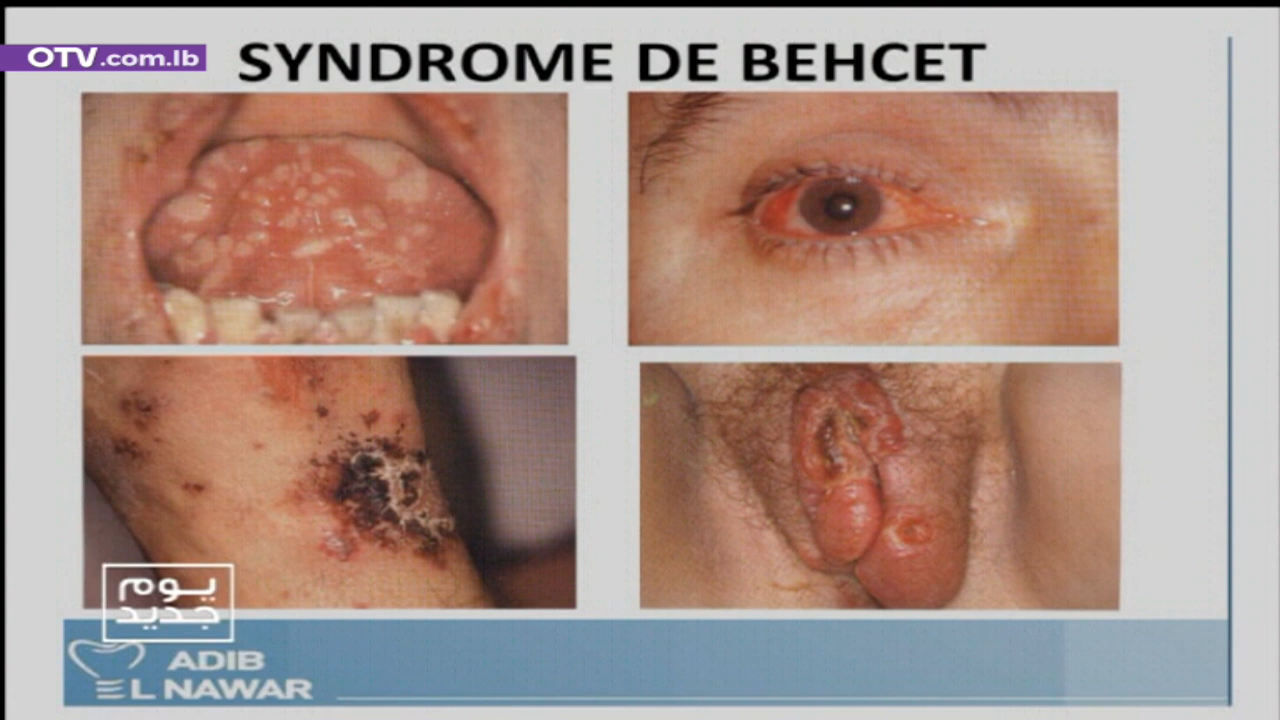 OTV.com.lb
SYNDROME DE BEHCET
يوم
جديد
ADIB
EL NAWAR